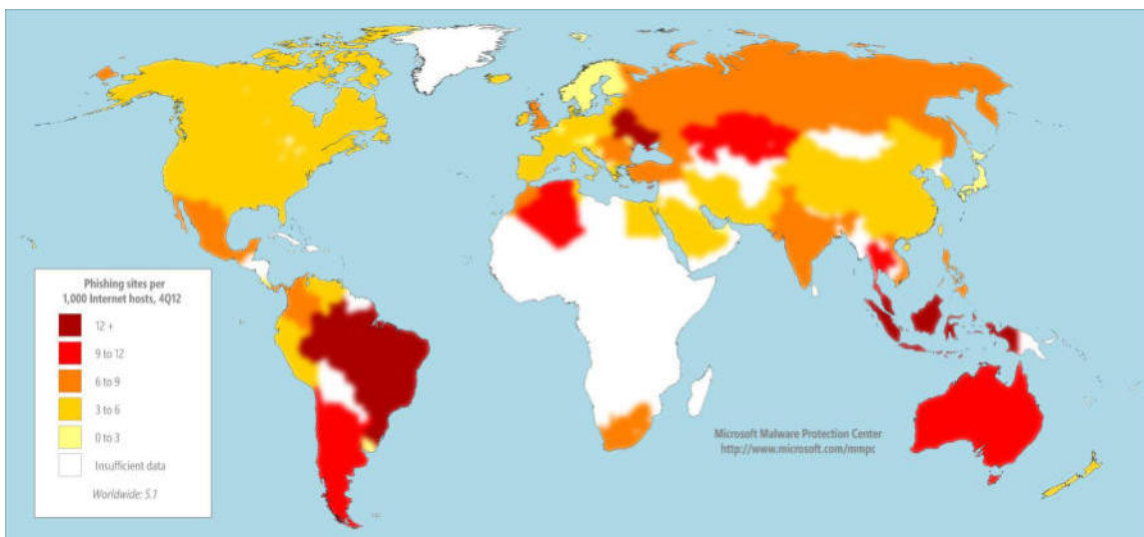 Phishing sites per
1,000 Internet hosts, 4Q12
12 +
9 to 12
6 to 9
3 to 6
0 to 3
Insufficient data
Worldwide: 5.1
Microsoft Malware Protection Center
http://www.microsoft.com/mmpc